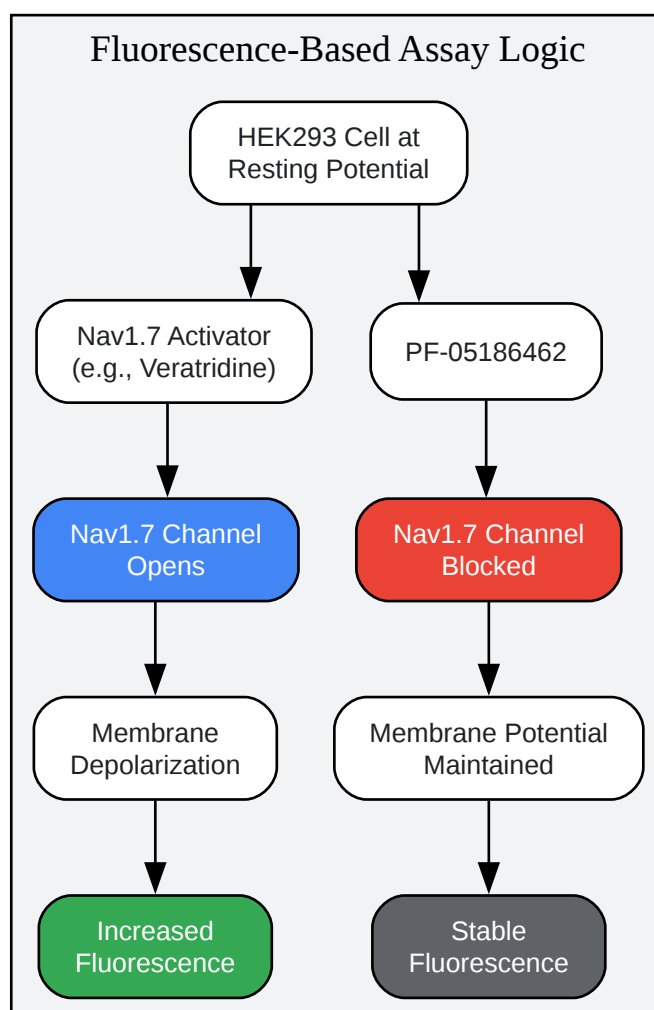 Fluorescence-Based Assay Logic
HEK293 Cell at
Resting Potential
Nav1.7 Activator
(e.g., Veratridine)
PF-05186462
Nav1.7 Channel
Opens
Nav1.7 Channel
Blocked
Membrane
Depolarization
Membrane Potential
Maintained
Increased
Fluorescence
Stable
Fluorescence